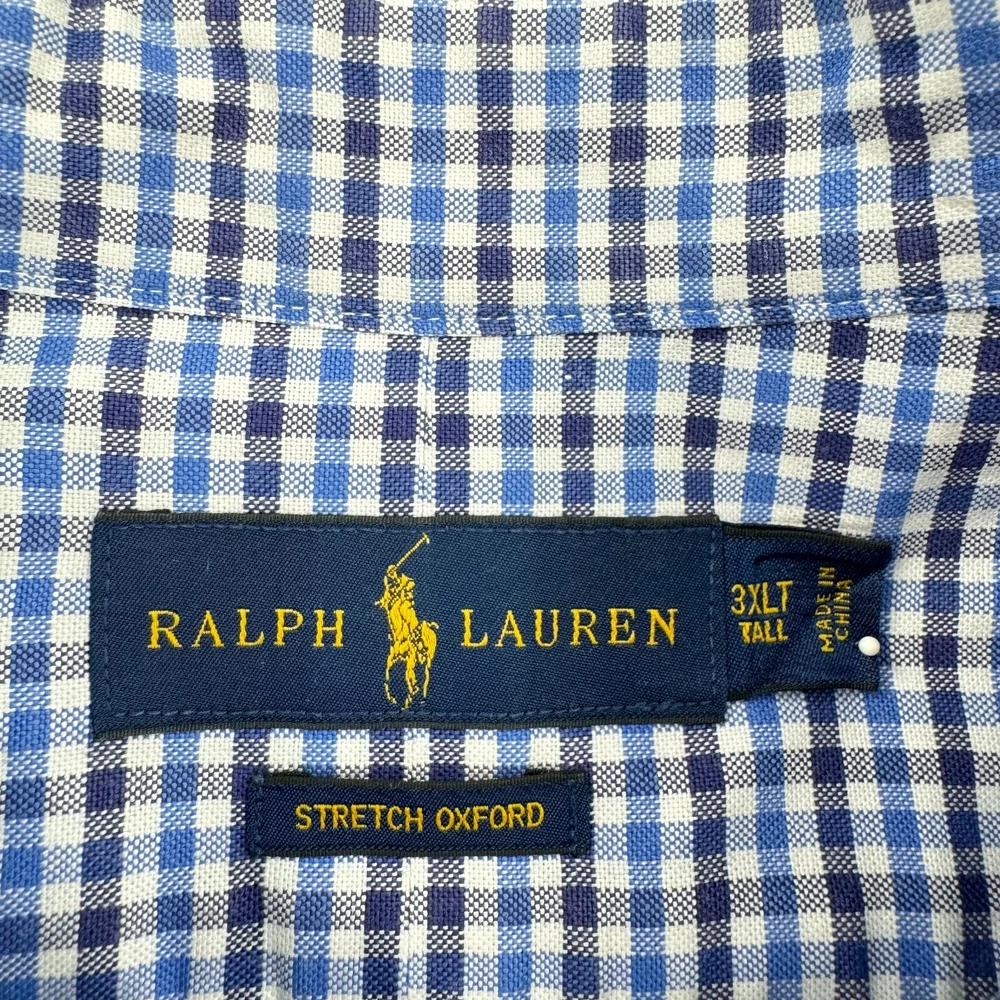 RALPH LAUREN
3XLT
TALL
MADE IN
CHINA
STRETCH OXFORD